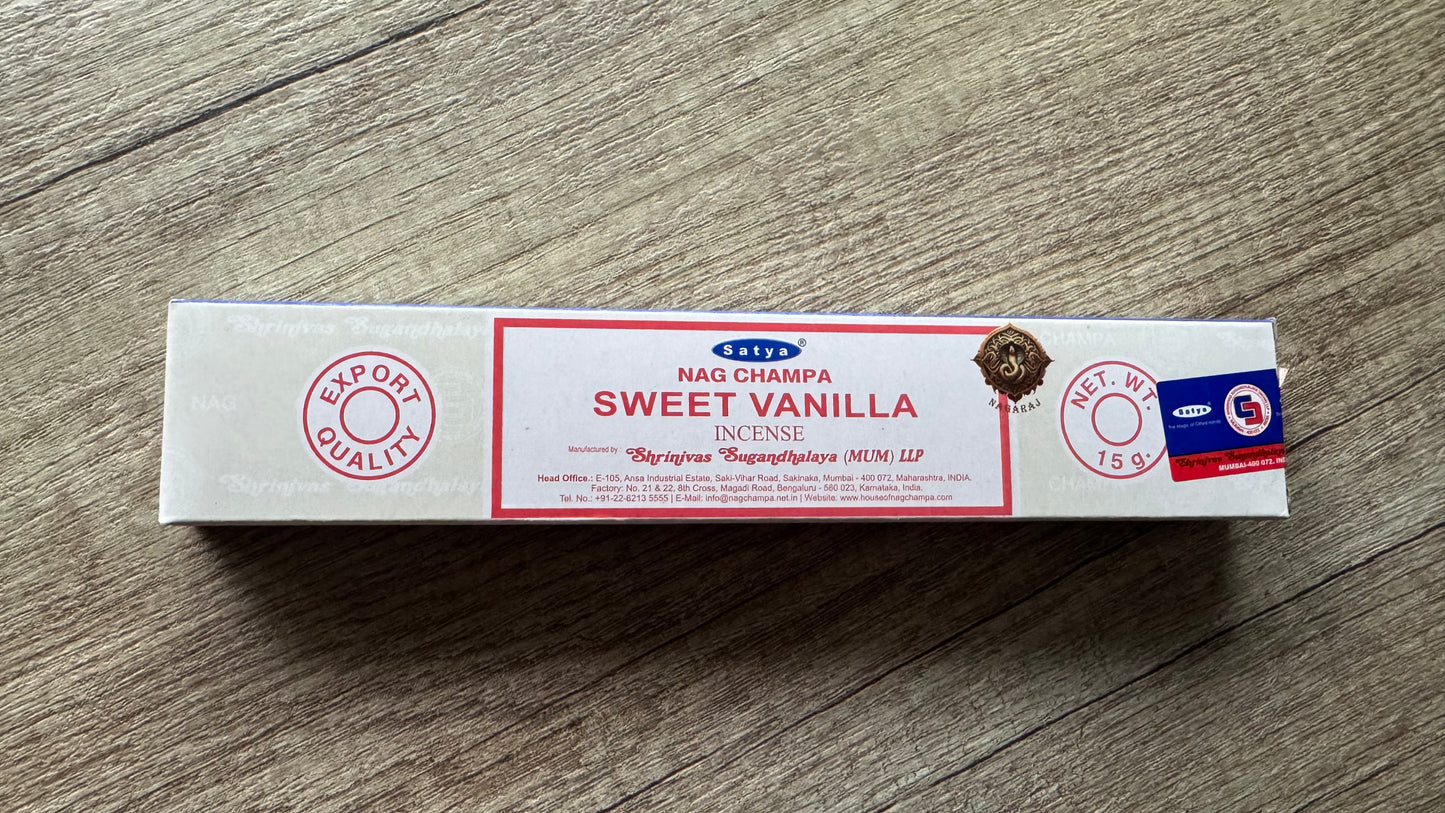 Shrinivas Sugandhalaya
NAG
EXPORT
QUALITY
Satya®
NAG CHAMPA
SWEET VANILLA
INCENSE
Manufactured by Shrinivas Sugandhalaya (MUM) LLP
Head Office.: E-105, Ansa Industrial Estate, Saki-Vihar Road, Sakinaka, Mumbai - 400 072, Maharashtra, INDIA.
Factory: No. 21 & 22, 8th Cross, Magadi Road, Bengaluru - 560 023, Karnataka, India.
Tel. No.: +91-22-6213 5555 | E-Mail: info@nagchampa.net.in | Website: www.houseofnagchampa.com
NAGARAJ
CHAMPA
NET. WT.
15 g.
Satya
Shrinivas Sugandhalaya
MUMBAI-400 072. IN